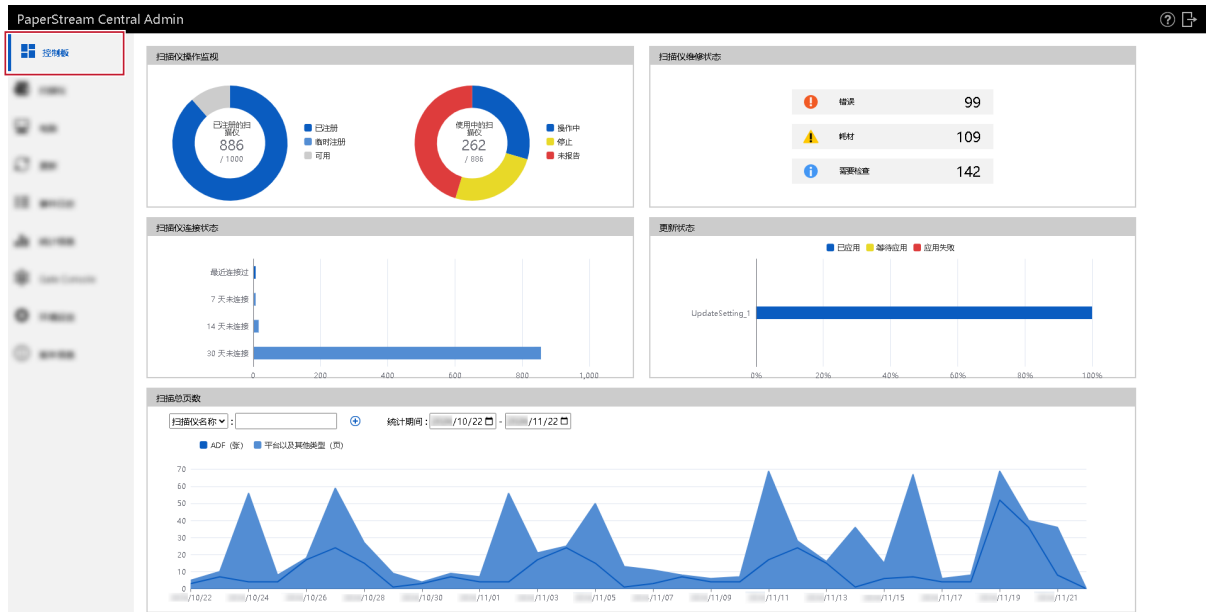 PaperStream Central Admin
控制板
扫描仪操作监视
已注册的扫
描仪
886
/ 1000
已注册
临时注册
可用
使用中的扫
描仪
262
/ 886
操作中
停止
未报告
扫描仪维修状态
错误 99
耗材 109
需要检查 142
扫描仪连接状态
最近连接过
7 天未连接
14 天未连接
30 天未连接
0 200 400 600 800 1,000
更新状态
已应用 等待应用 应用失败
UpdateSetting_1
0% 20% 40% 60% 80% 100%
扫描总页数
扫描仪名称 : 统计期间 : /10/22 - /11/22
ADF (张) 平台以及其他类型 (页)
70
60
50
40
30
20
10
0
/10/22 /10/24 /10/26 /10/28 /10/30 /11/01 /11/03 /11/05 /11/07 /11/09 /11/11 /11/13 /11/15 /11/17 /11/19 /11/21